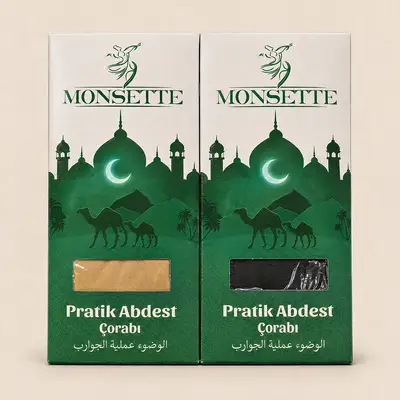 MONSETTE
Pratik Abdest
Çorabı
الوضوء عملية الجوارب
MONSETTE
Pratik Abdest
Çorabı
الوضوء عملية الجوارب